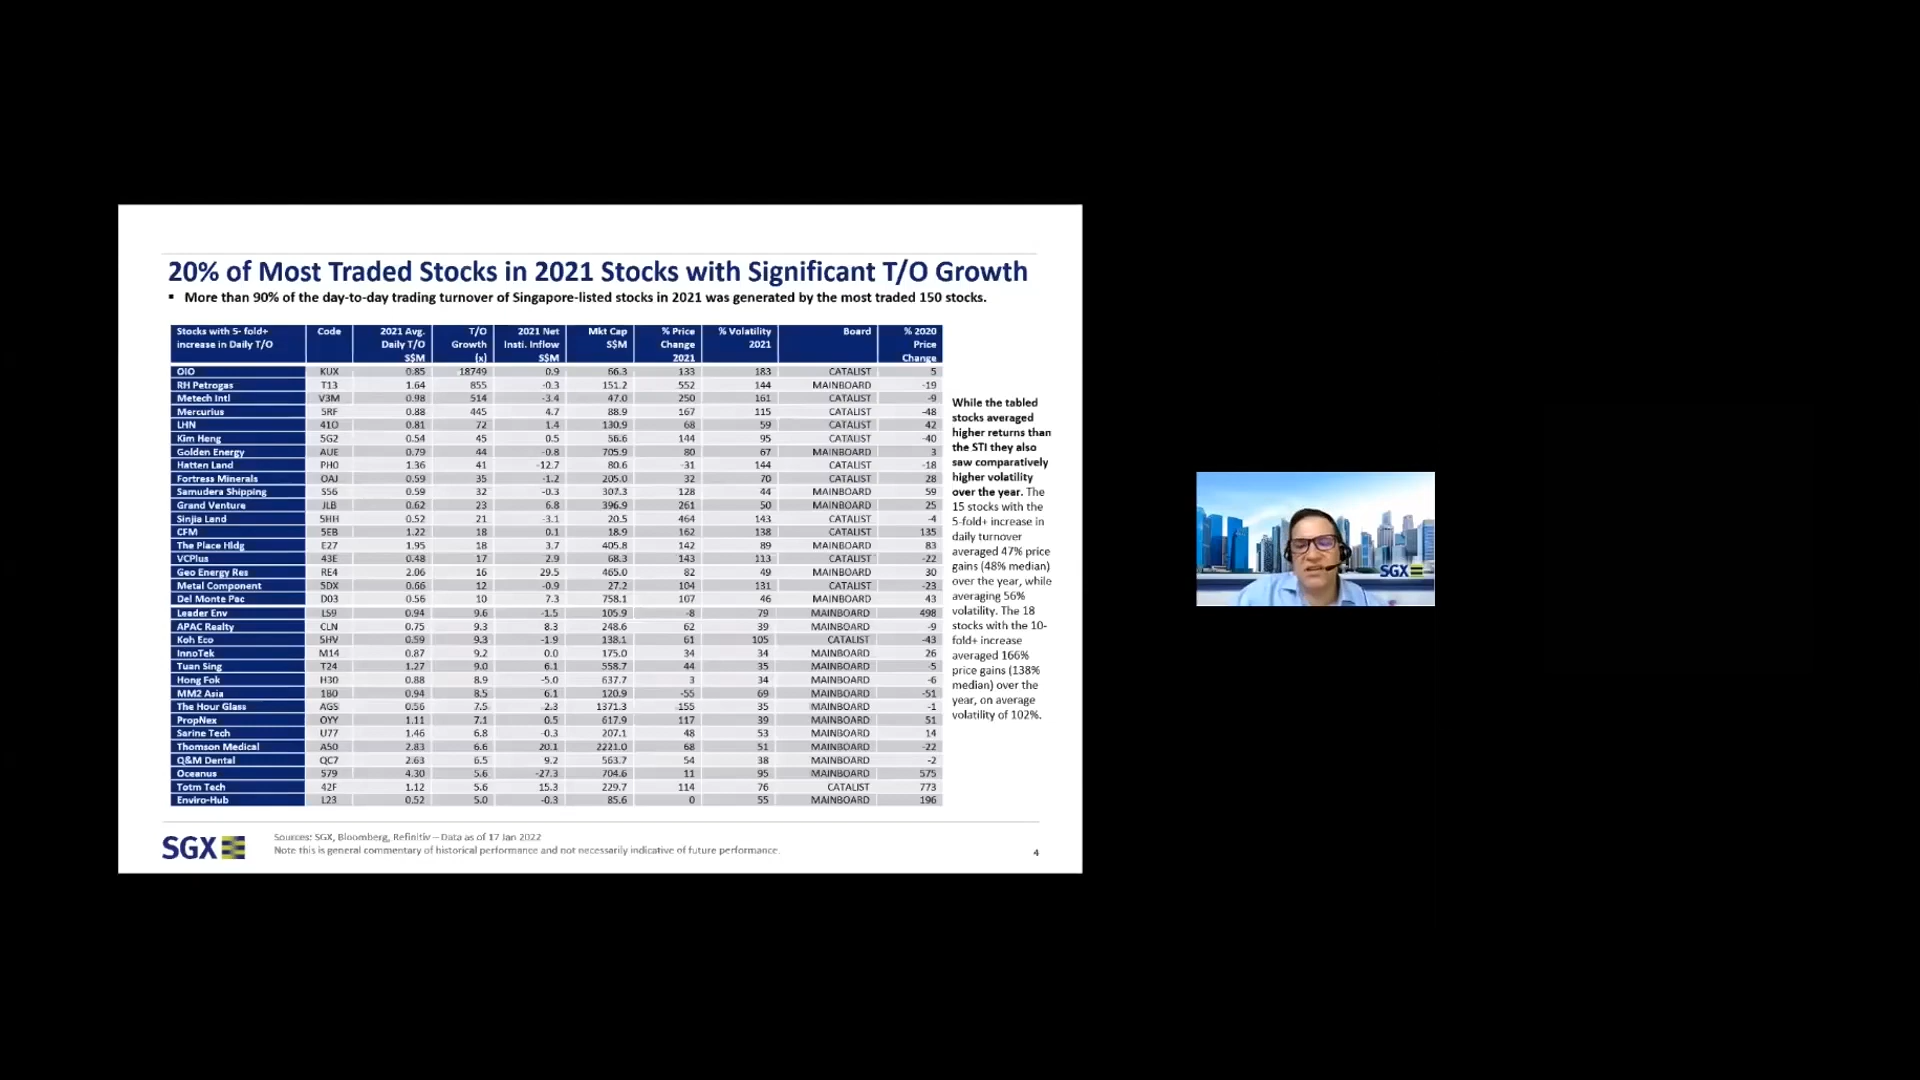 20% of Most Traded Stocks in 2021 Stocks with Significant T/O Growth
▪ More than 90% of the day-to-day trading turnover of Singapore-listed stocks in 2021 was generated by the most traded 150 stocks.
Stocks with 5- fold+ increase in Daily T/O Code 2021 Avg. Daily T/O S$M T/O Growth (x) 2021 Net Insti. Inflow S$M Mkt Cap S$M % Price Change 2021 % Volatility 2021 Board % 2020 Price Change
OIO KUX 0.85 18749 0.9 66.3 133 183 CATALIST 5
RH Petrogas T13 1.64 855 -0.3 151.2 552 144 MAINBOARD -19
Metech Intl V3M 0.98 514 -3.4 47.0 250 161 CATALIST -9
Mercurius 5RF 0.88 445 4.7 88.9 167 115 CATALIST -48
LHN 41O 0.81 72 1.4 130.9 68 59 CATALIST 42
Kim Heng 5G2 0.54 45 0.5 56.6 144 95 CATALIST -40
Golden Energy AUE 0.79 44 -0.8 705.9 80 67 MAINBOARD 3
Hatten Land PH0 1.36 41 -12.7 80.6 -31 144 CATALIST -18
Fortress Minerals OAJ 0.59 35 -1.2 205.0 32 70 CATALIST 28
Samudera Shipping S56 0.59 32 -0.3 307.3 128 44 MAINBOARD 59
Grand Venture JLB 0.62 23 6.8 396.9 261 50 MAINBOARD 25
Sinjia Land 5HH 0.52 21 -3.1 20.5 464 143 CATALIST -4
CFM 5EB 1.22 18 0.1 18.9 162 138 CATALIST 135
The Place Hldg E27 1.95 18 3.7 405.8 142 89 MAINBOARD 83
VCPlus 43E 0.48 17 2.9 68.3 143 113 CATALIST -22
Geo Energy Res RE4 2.06 16 29.5 465.0 82 49 MAINBOARD 30
Metal Component 5DX 0.66 12 -0.9 27.2 104 131 CATALIST -23
Del Monte Pac D03 0.56 10 7.3 758.1 107 46 MAINBOARD 43
Leader Env LS9 0.94 9.6 -1.5 105.9 -8 79 MAINBOARD 498
APAC Realty CLN 0.75 9.3 8.3 248.6 62 39 MAINBOARD -9
Koh Eco 5HV 0.59 9.3 -1.9 138.1 61 105 CATALIST -43
InnoTek M14 0.87 9.2 0.0 175.0 34 34 MAINBOARD 26
Tuan Sing T24 1.27 9.0 6.1 558.7 44 35 MAINBOARD -5
Hong Fok H30 0.88 8.9 -5.0 637.7 3 34 MAINBOARD -6
MM2 Asia 1B0 0.94 8.5 6.1 120.9 -55 69 MAINBOARD -51
The Hour Glass AGS 0.56 7.5 -2.3 1371.3 155 35 MAINBOARD -1
PropNex OYY 1.11 7.1 0.5 617.9 117 39 MAINBOARD 51
Sarine Tech U77 1.46 6.8 -0.3 207.1 48 53 MAINBOARD 14
Thomson Medical A50 2.83 6.6 20.1 2221.0 68 51 MAINBOARD -22
Q&M Dental QC7 2.63 6.5 9.2 563.7 54 38 MAINBOARD -2
Oceanus 579 4.30 5.6 -27.3 704.6 11 95 MAINBOARD 575
Totm Tech 42F 1.12 5.6 15.3 229.7 114 76 CATALIST 773
Enviro-Hub L23 0.52 5.0 -0.3 85.6 0 55 MAINBOARD 196
While the tabled
stocks averaged
higher returns than
the STI they also
saw comparatively
higher volatility
over the year. The
15 stocks with the
5-fold+ increase in
daily turnover
averaged 47% price
gains (48% median)
over the year, while
averaging 56%
volatility. The 18
stocks with the 10-
fold+ increase
averaged 166%
price gains (138%
median) over the
year, on average
volatility of 102%.
SGX
Sources: SGX, Bloomberg, Refinitiv – Data as of 17 Jan 2022
Note this is general commentary of historical performance and not necessarily indicative of future performance.
4
SGX